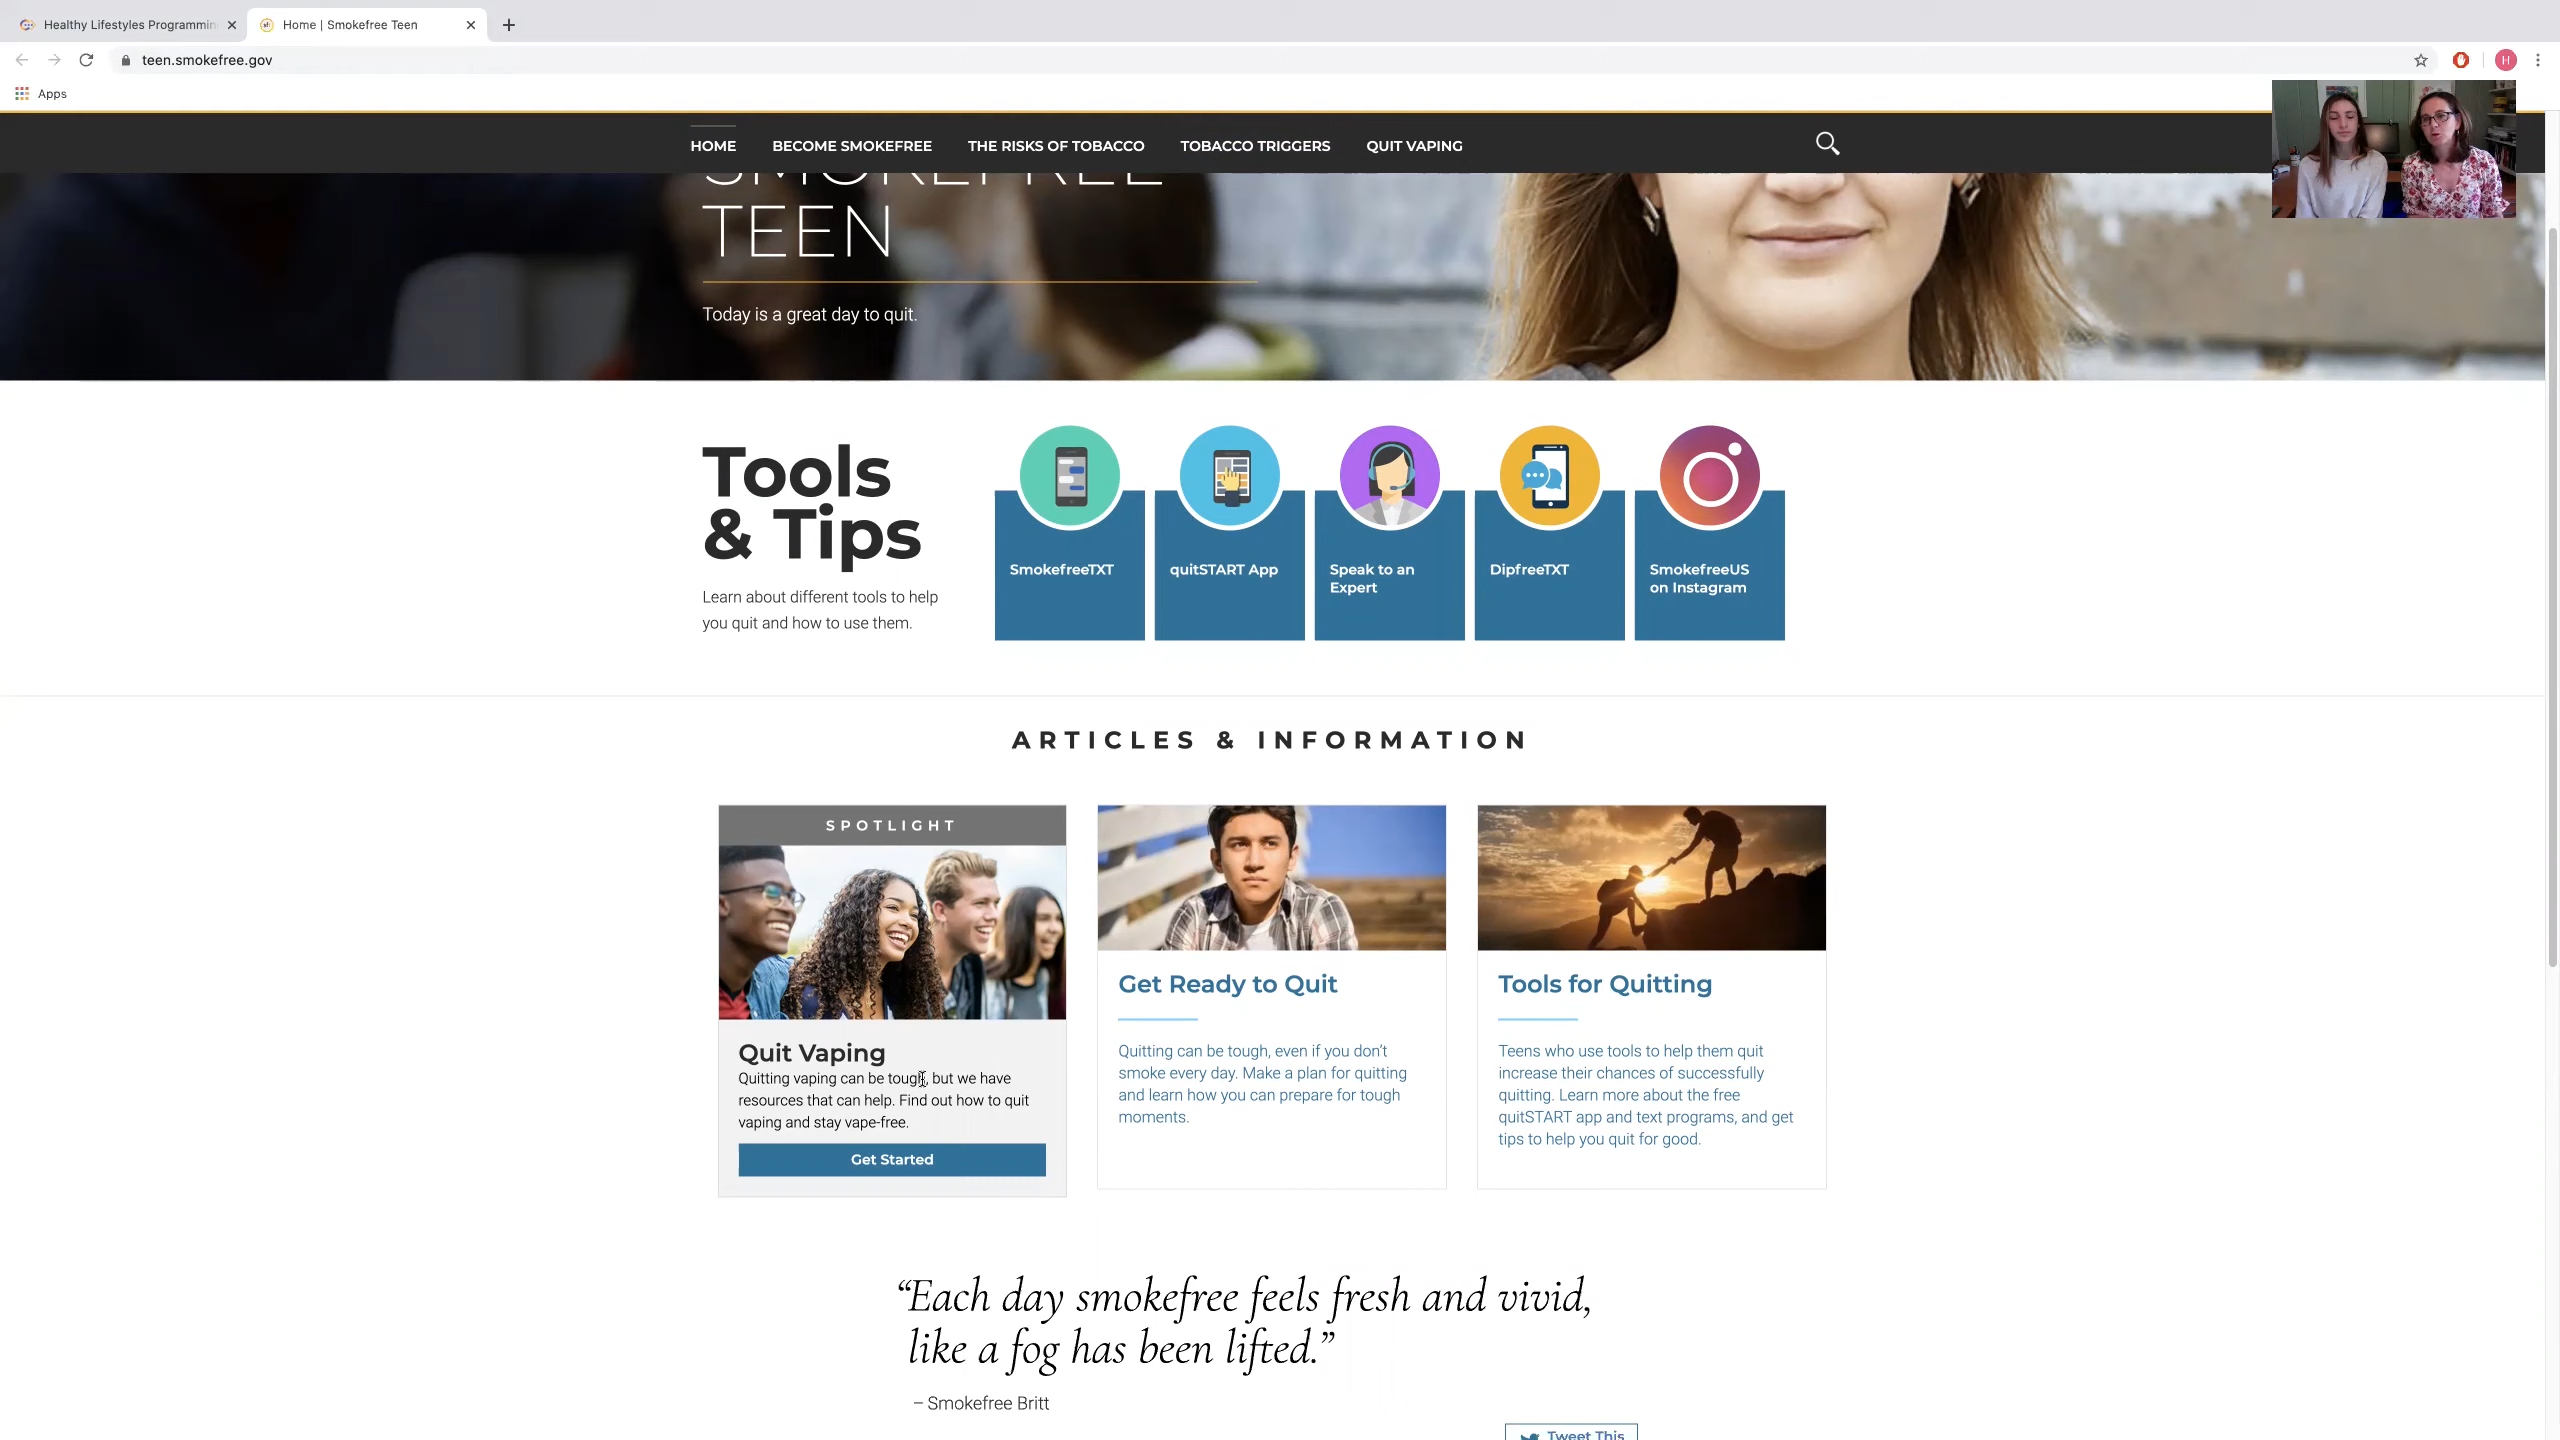 Healthy Lifestyles Programmin
Home | Smokefree Teen
teen.smokefree.gov
H
Apps
HOME
BECOME SMOKEFREE
THE RISKS OF TOBACCO
TOBACCO TRIGGERS
QUIT VAPING
SMOKEFREE
TEEN
Today is a great day to quit.
Tools
& Tips
Learn about different tools to help
you quit and how to use them.
SmokefreeTXT
quitSTART App
Speak to an
Expert
DipfreeTXT
SmokefreeUS
on Instagram
ARTICLES & INFORMATION
SPOTLIGHT
Quit Vaping
Quitting vaping can be tough, but we have
resources that can help. Find out how to quit
vaping and stay vape-free.
Get Started
Get Ready to Quit
Quitting can be tough, even if you don’t
smoke every day. Make a plan for quitting
and learn how you can prepare for tough
moments.
Tools for Quitting
Teens who use tools to help them quit
increase their chances of successfully
quitting. Learn more about the free
quitSTART app and text programs, and get
tips to help you quit for good.
“Each day smokefree feels fresh and vivid,
like a fog has been lifted.”
– Smokefree Britt
Tweet This